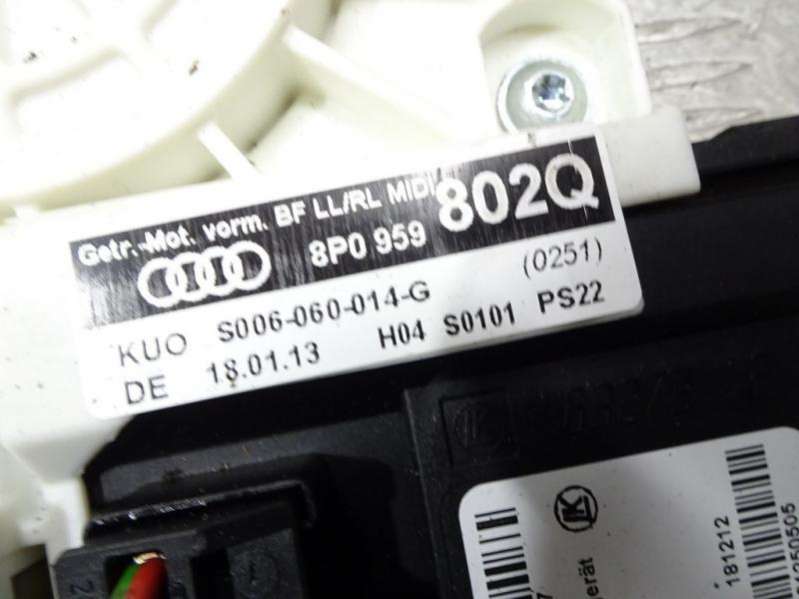 Getr.-Mot. vorm. BF LL/RL MIDI
8P0 959 802Q
KUO S006-060-014-G (0251)
DE 18.01.13 H04 S0101 PS22
181212
2